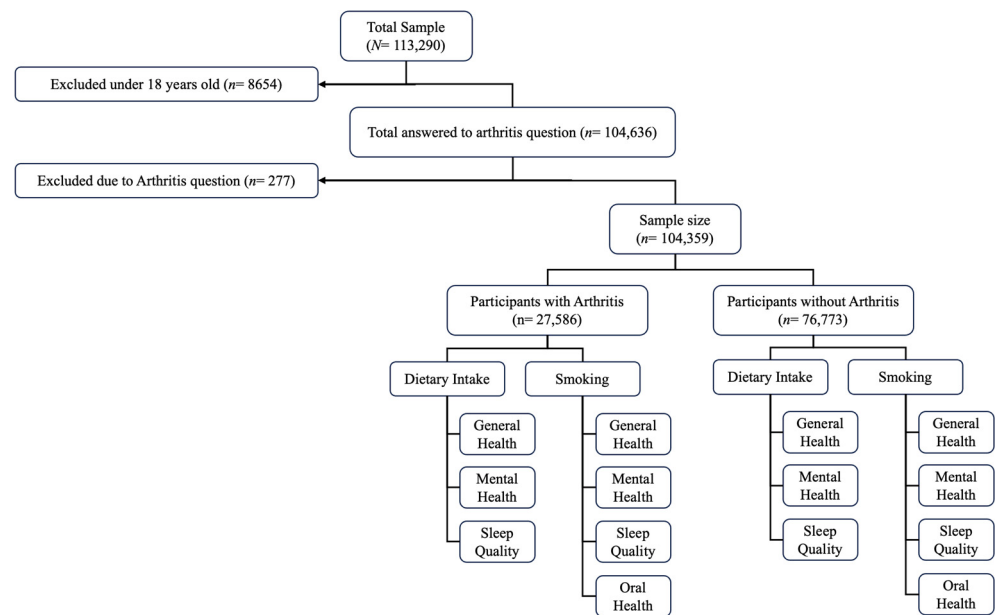 Total Sample
(N= 113,290)
Excluded under 18 years old (n= 8654)
Total answered to arthritis question (n= 104,636)
Excluded due to Arthritis question (n= 277)
Sample size
(n= 104,359)
Participants with Arthritis
(n= 27,586)
Participants without Arthritis
(n= 76,773)
Dietary Intake
Smoking
Dietary Intake
Smoking
General
Health
Mental
Health
Sleep
Quality
General
Health
Mental
Health
Sleep
Quality
Oral
Health
General
Health
Mental
Health
Sleep
Quality
General
Health
Mental
Health
Sleep
Quality
Oral
Health